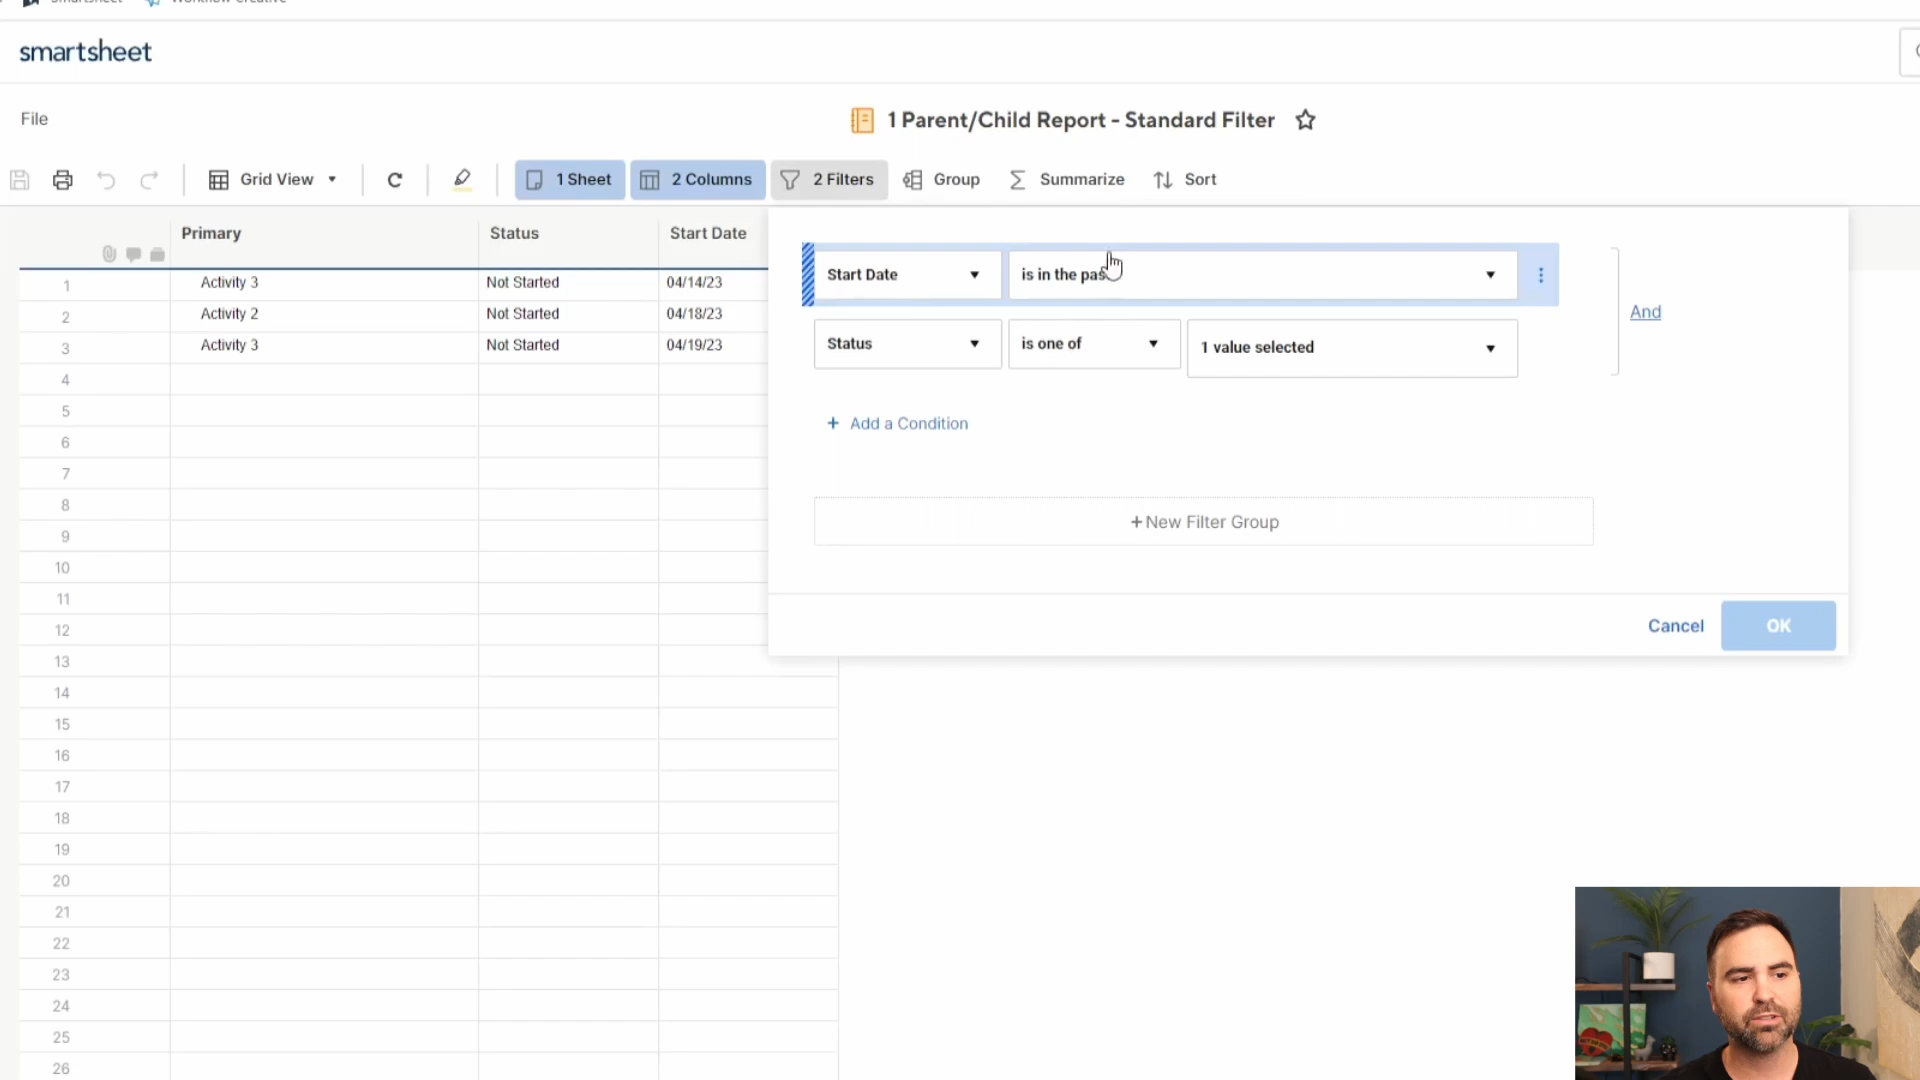 smartsheet
File
1 Parent/Child Report - Standard Filter
Grid View
1 Sheet
2 Columns
2 Filters
Group
Summarize
Sort
Primary Status Start Date
1 Activity 3 Not Started 04/14/23
2 Activity 2 Not Started 04/18/23
3 Activity 3 Not Started 04/19/23
4
5
6
7
8
9
10
11
12
13
14
15
16
17
18
19
20
21
22
23
24
25
26
Start Date is in the past
And
Status is one of 1 value selected
+ Add a Condition
+ New Filter Group
Cancel OK